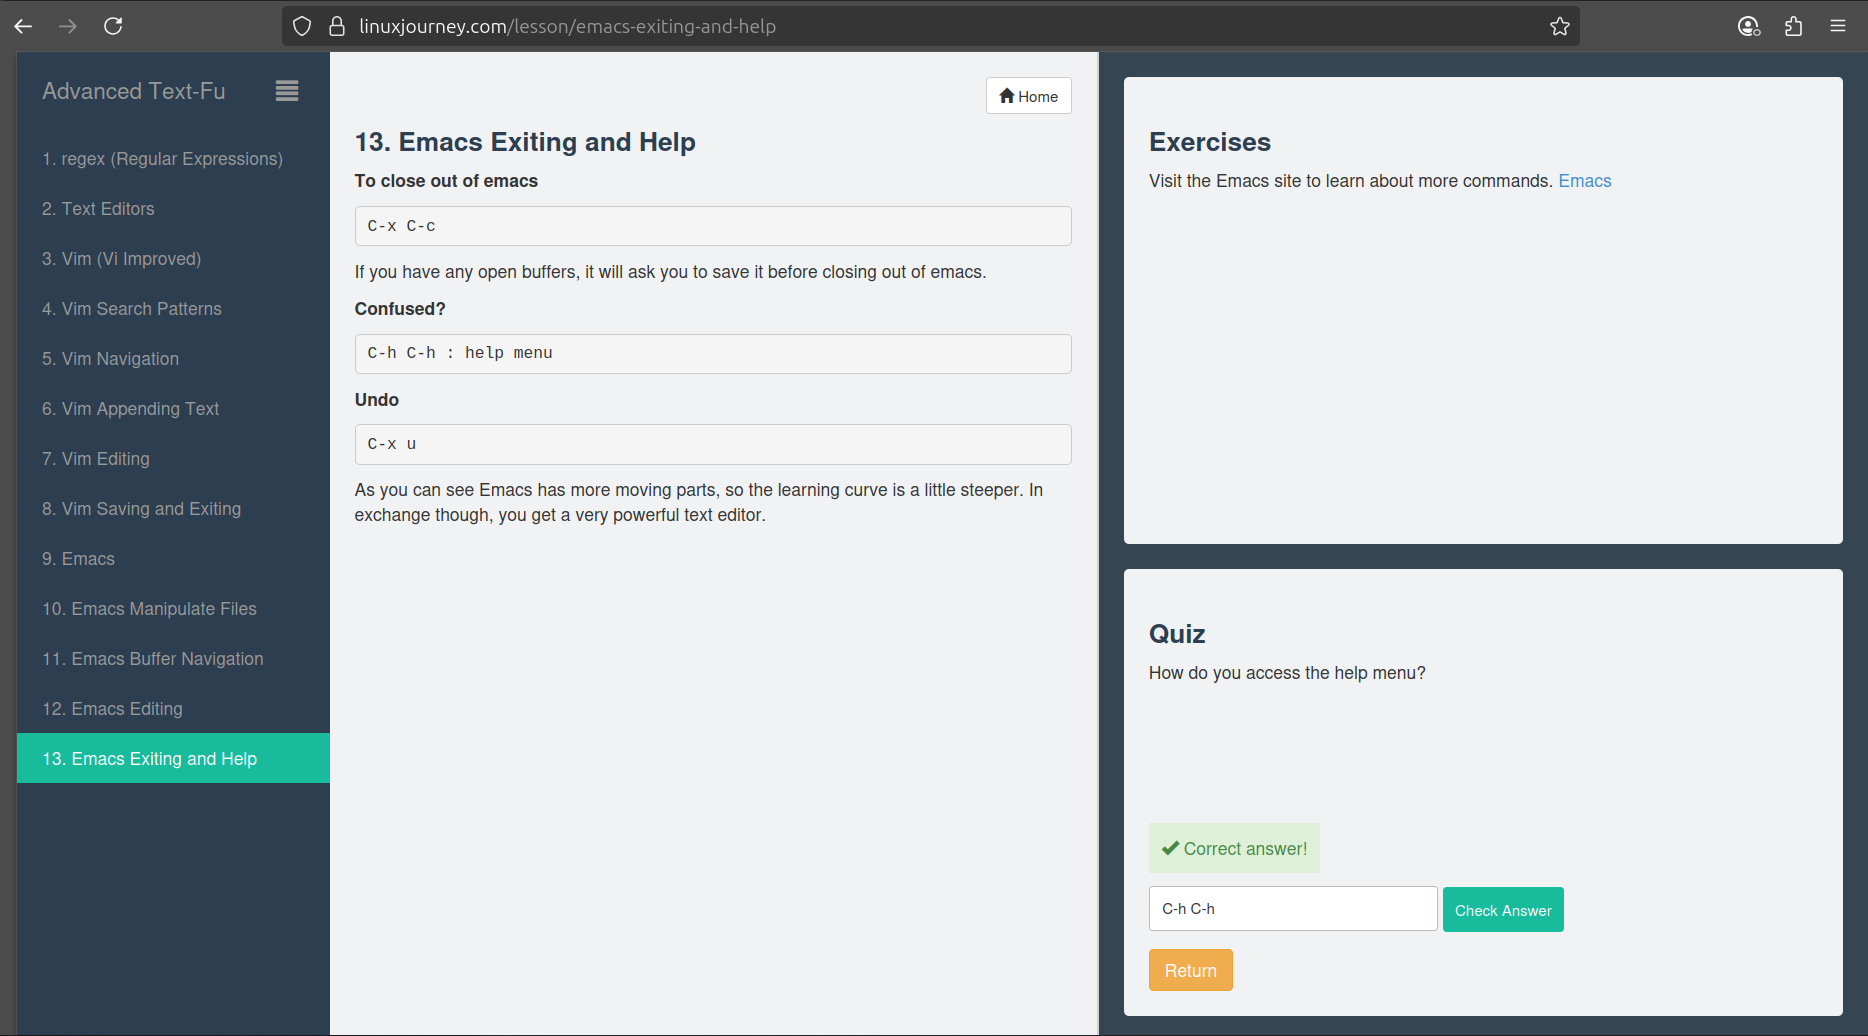 linuxjourney.com/lesson/emacs-exiting-and-help
Advanced Text-Fu
1. regex (Regular Expressions)
2. Text Editors
3. Vim (Vi Improved)
4. Vim Search Patterns
5. Vim Navigation
6. Vim Appending Text
7. Vim Editing
8. Vim Saving and Exiting
9. Emacs
10. Emacs Manipulate Files
11. Emacs Buffer Navigation
12. Emacs Editing
13. Emacs Exiting and Help
Home
13. Emacs Exiting and Help
To close out of emacs
C-x C-c
If you have any open buffers, it will ask you to save it before closing out of emacs.
Confused?
C-h C-h : help menu
Undo
C-x u
As you can see Emacs has more moving parts, so the learning curve is a little steeper. In
exchange though, you get a very powerful text editor.
Exercises
Visit the Emacs site to learn about more commands. Emacs
Quiz
How do you access the help menu?
Correct answer!
C-h C-h
Check Answer
Return